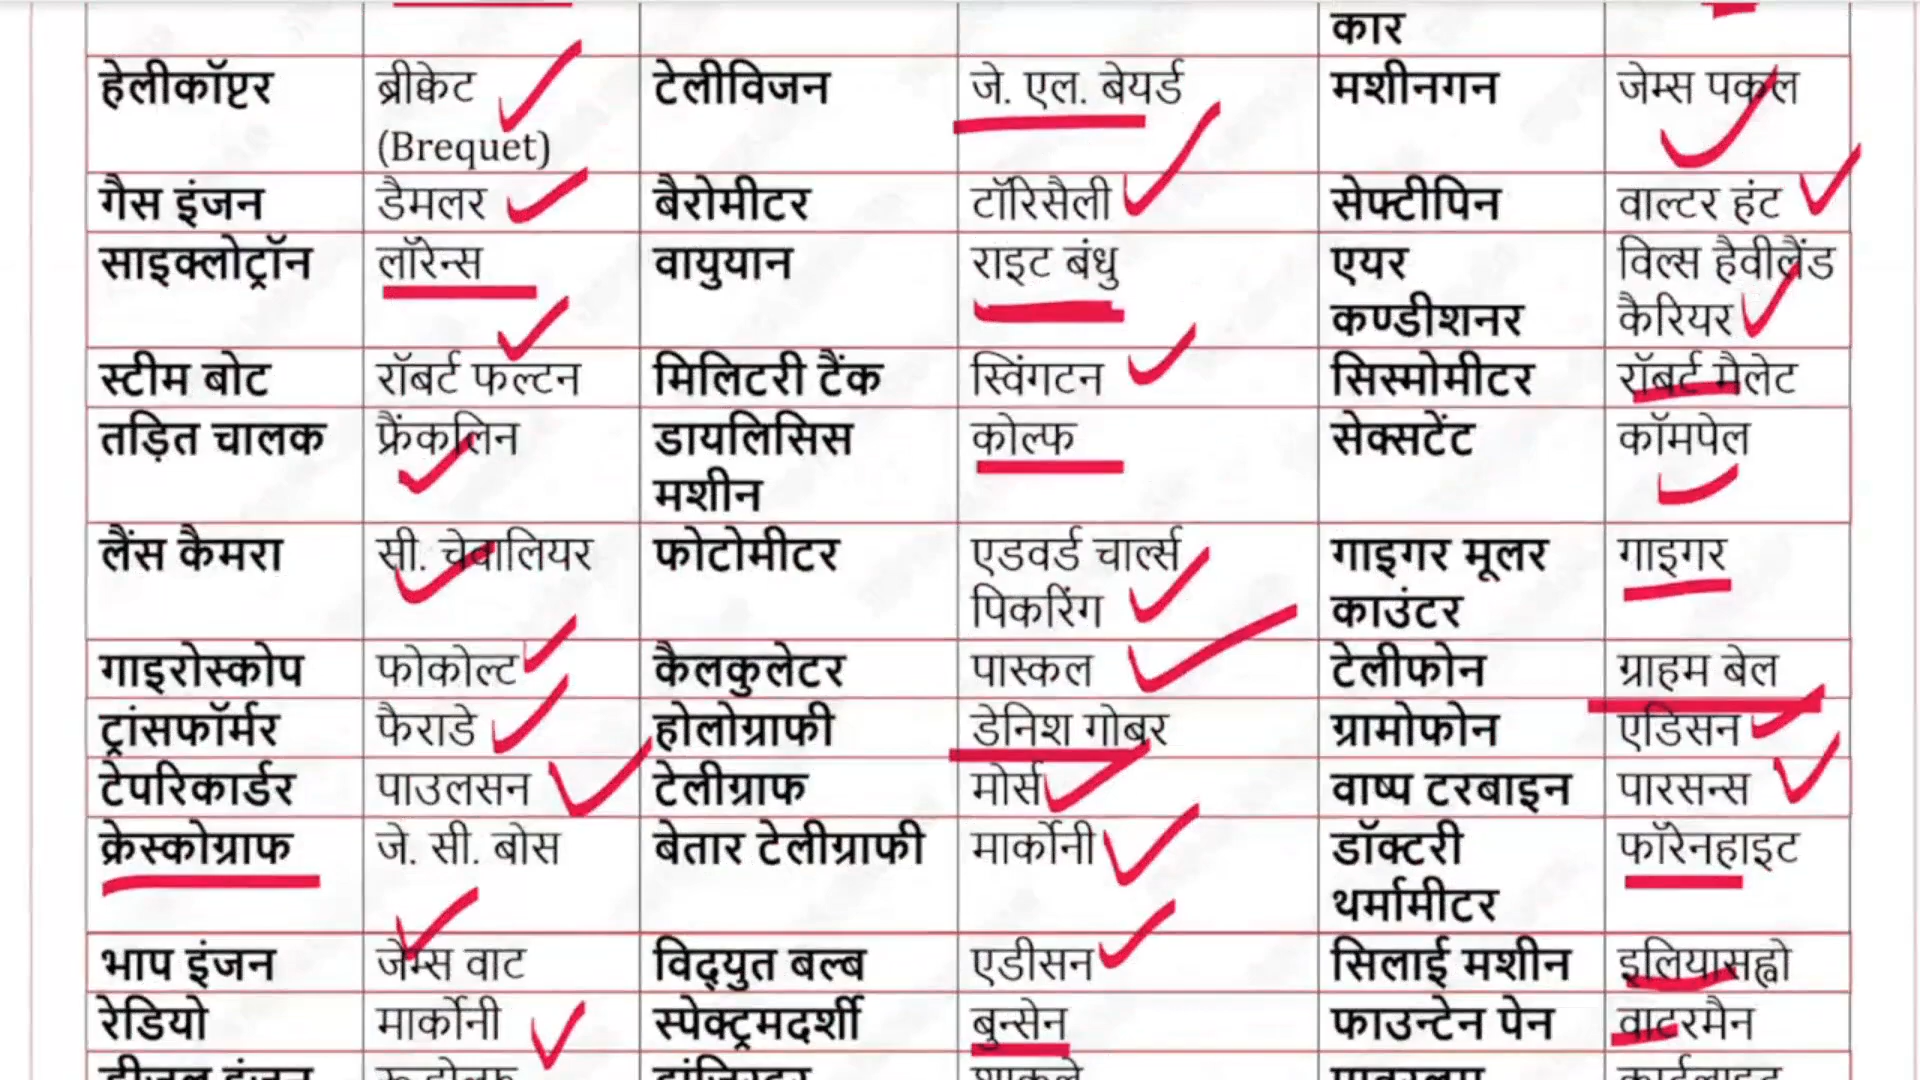 कार
हेलीकॉप्टर ब्रीक्वेट टेलीविजन जे. एल. बेयर्ड मशीनगन जेम्स पकल
(Brequet)
गैस इंजन डैमलर बैरोमीटर टॉरिसैली सेफ्टीपिन वाल्टर हंट
साइक्लोट्रॉन लॉरेन्स वायुयान राइट बंधु एयर विल्स हैवीलैंड
कण्डीशनर कैरियर
स्टीम बोट रॉबर्ट फल्टन मिलिटरी टैंक स्विंगटन सिस्मोमीटर रॉबर्ट मैलेट
तड़ित चालक फ्रैंकलिन डायलिसिस कोल्फ सेक्सटेंट कॉमपेल
मशीन
लैंस कैमरा सी. चेवालियर फोटोमीटर एडवर्ड चार्ल्स गाइगर मूलर गाइगर
पिकरिंग काउंटर
गाइरोस्कोप फोकोल्ट कैलकुलेटर पास्कल टेलीफोन ग्राहम बेल
ट्रांसफॉर्मर फैराडे होलोग्राफी डेनिश गोबर ग्रामोफोन एडिसन
टेपरिकार्डर पाउलसन टेलीग्राफ मोर्स वाष्प टरबाइन पारसन्स
क्रेस्कोग्राफ जे. सी. बोस बेतार टेलीग्राफी मार्कोनी डॉक्टरी फॉरेनहाइट
थर्मामीटर
भाप इंजन जेम्स वाट विद्युत बल्ब एडीसन सिलाई मशीन इलियासह्वो
रेडियो मार्कोनी स्पेक्ट्रमदर्शी बुन्सेन फाउन्टेन पेन वाटरमैन